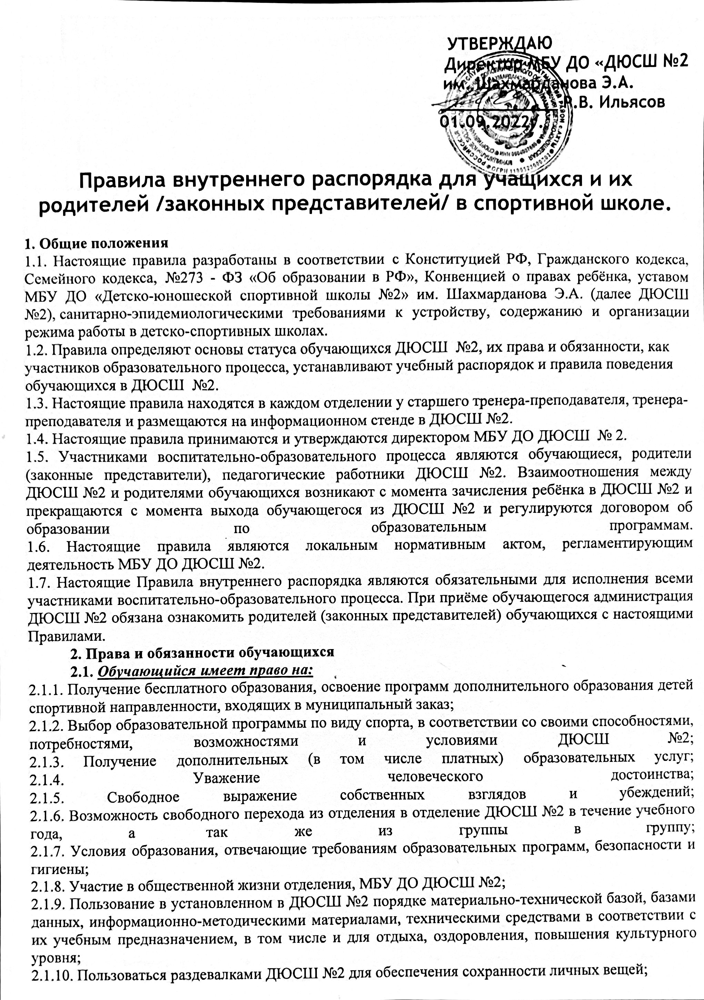 УТВЕРЖДАЮ
Директор МБУ ДО «ДЮСШ №2
им. Шахмарданова Э.А.
Р.В. Ильясов
01.09.2022г.
Правила внутреннего распорядка для учащихся и их
родителей /законных представителей/ в спортивной школе.
1. Общие положения
1.1. Настоящие правила разработаны в соответствии с Конституцией РФ, Гражданского кодекса,
Семейного кодекса, №273 - ФЗ «Об образовании в РФ», Конвенцией о правах ребёнка, уставом
МБУ ДО «Детско-юношеской спортивной школы №2» им. Шахмарданова Э.А. (далее ДЮСШ
№2), санитарно-эпидемиологическими требованиями к устройству, содержанию и организации
режима работы в детско-спортивных школах.
1.2. Правила определяют основы статуса обучающихся ДЮСШ №2, их права и обязанности, как
участников образовательного процесса, устанавливают учебный распорядок и правила поведения
обучающихся в ДЮСШ №2.
1.3. Настоящие правила находятся в каждом отделении у старшего тренера-преподавателя, тренера-
преподавателя и размещаются на информационном стенде в ДЮСШ №2.
1.4. Настоящие правила принимаются и утверждаются директором МБУ ДО ДЮСШ № 2.
1.5. Участниками воспитательно-образовательного процесса являются обучающиеся, родители
(законные представители), педагогические работники ДЮСШ №2. Взаимоотношения между
ДЮСШ №2 и родителями обучающихся возникают с момента зачисления ребёнка в ДЮСШ №2 и
прекращаются с момента выхода обучающегося из ДЮСШ №2 и регулируются договором об
образовании по образовательным программам.
1.6. Настоящие правила являются локальным нормативным актом, регламентирующим
деятельность МБУ ДО ДЮСШ №2.
1.7. Настоящие Правила внутреннего распорядка являются обязательными для исполнения всеми
участниками воспитательно-образовательного процесса. При приёме обучающегося администрация
ДЮСШ №2 обязана ознакомить родителей (законных представителей) обучающихся с настоящими
Правилами.
2. Права и обязанности обучающихся
2.1. Обучающийся имеет право на:
2.1.1. Получение бесплатного образования, освоение программ дополнительного образования детей
спортивной направленности, входящих в муниципальный заказ;
2.1.2. Выбор образовательной программы по виду спорта, в соответствии со своими способностями,
потребностями, возможностями и условиями ДЮСШ №2;
2.1.3. Получение дополнительных (в том числе платных) образовательных услуг;
2.1.4. Уважение человеческого достоинства;
2.1.5. Свободное выражение собственных взглядов и убеждений;
2.1.6. Возможность свободного перехода из отделения в отделение ДЮСШ №2 в течение учебного
года, а так же из группы в группу;
2.1.7. Условия образования, отвечающие требованиям образовательных программ, безопасности и
гигиены;
2.1.8. Участие в общественной жизни отделения, МБУ ДО ДЮСШ №2;
2.1.9. Пользование в установленном в ДЮСШ №2 порядке материально-технической базой, базами
данных, информационно-методическими материалами, техническими средствами в соответствии с
их учебным предназначением, в том числе и для отдыха, оздоровления, повышения культурного
уровня;
2.1.10. Пользоваться раздевалками ДЮСШ №2 для обеспечения сохранности личных вещей;